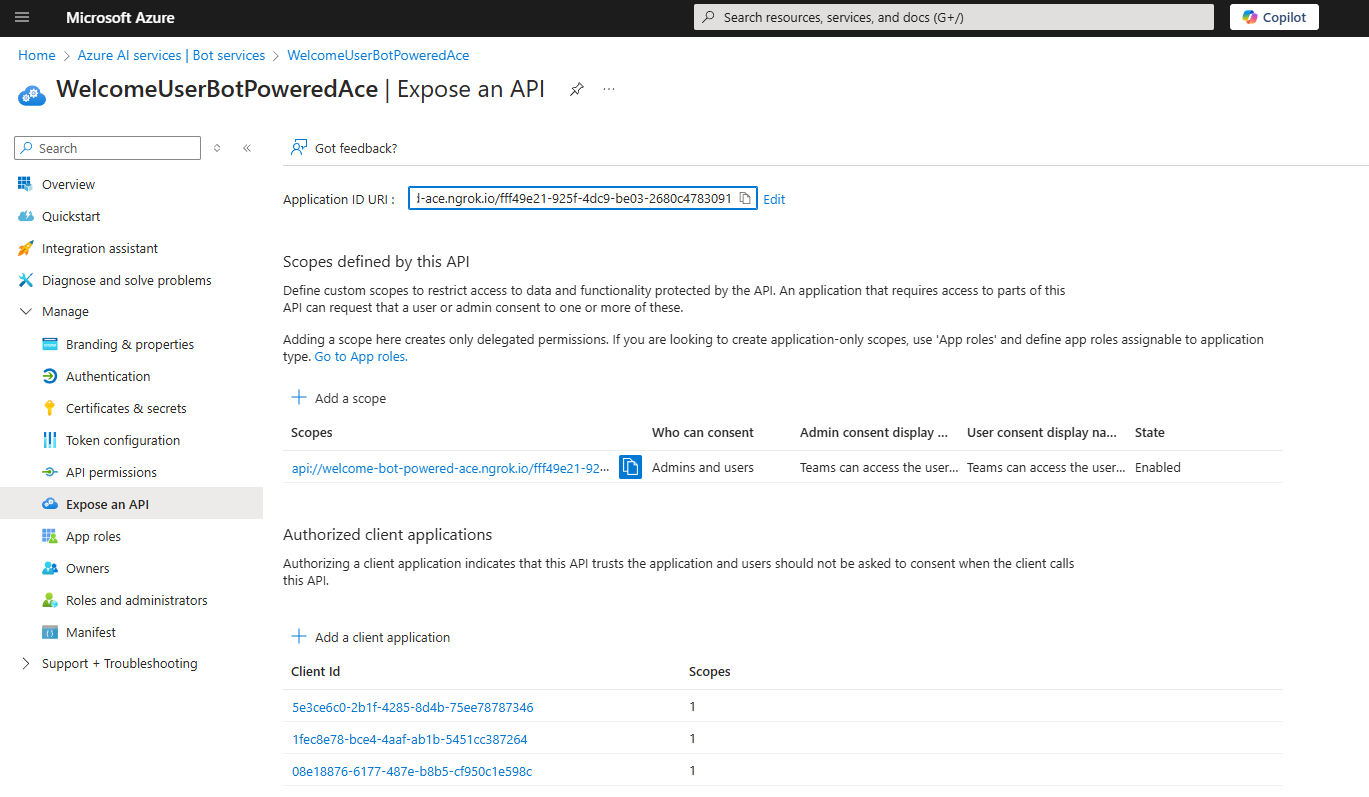 Microsoft Azure
Search resources, services, and docs (G+/)
Copilot
Home > Azure AI services | Bot services > WelcomeUserBotPoweredAce
WelcomeUserBotPoweredAce | Expose an API
Search
Got feedback?
Overview
Quickstart
Integration assistant
Diagnose and solve problems
Manage
Branding & properties
Authentication
Certificates & secrets
Token configuration
API permissions
Expose an API
App roles
Owners
Roles and administrators
Manifest
Support + Troubleshooting
Application ID URI : -ace.ngrok.io/fff49e21-925f-4dc9-be03-2680c4783091 Edit
Scopes defined by this API
Define custom scopes to restrict access to data and functionality protected by the API. An application that requires access to parts of this
API can request that a user or admin consent to one or more of these.
Adding a scope here creates only delegated permissions. If you are looking to create application-only scopes, use 'App roles' and define app roles assignable to application
type. Go to App roles.
Add a scope
Scopes Who can consent Admin consent display ... User consent display na... State
api://welcome-bot-powered-ace.ngrok.io/fff49e21-92... Admins and users Teams can access the user... Teams can access the user... Enabled
Authorized client applications
Authorizing a client application indicates that this API trusts the application and users should not be asked to consent when the client calls
this API.
Add a client application
Client Id Scopes
5e3ce6c0-2b1f-4285-8d4b-75ee78787346 1
1fec8e78-bce4-4aaf-ab1b-5451cc387264 1
08e18876-6177-487e-b8b5-cf950c1e598c 1